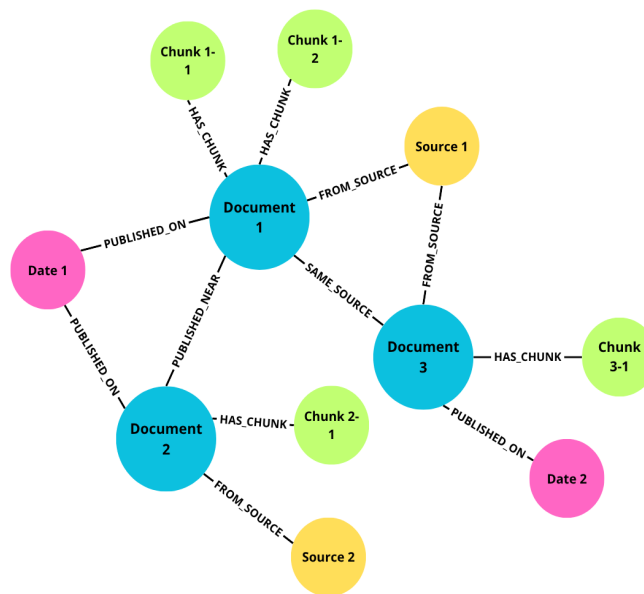 Chunk 1-
1
Chunk 1-
2
HAS_CHUNK
HAS_CHUNK
Source 1
FROM_SOURCE
Document
1
PUBLISHED_ON
FROM_SOURCE
Date 1
SAME_SOURCE
PUBLISHED_NEAR
PUBLISHED_ON
Document
3
HAS_CHUNK
Chunk
3-1
Document
2
HAS_CHUNK
Chunk 2-
1
PUBLISHED_ON
Date 2
FROM_SOURCE
Source 2